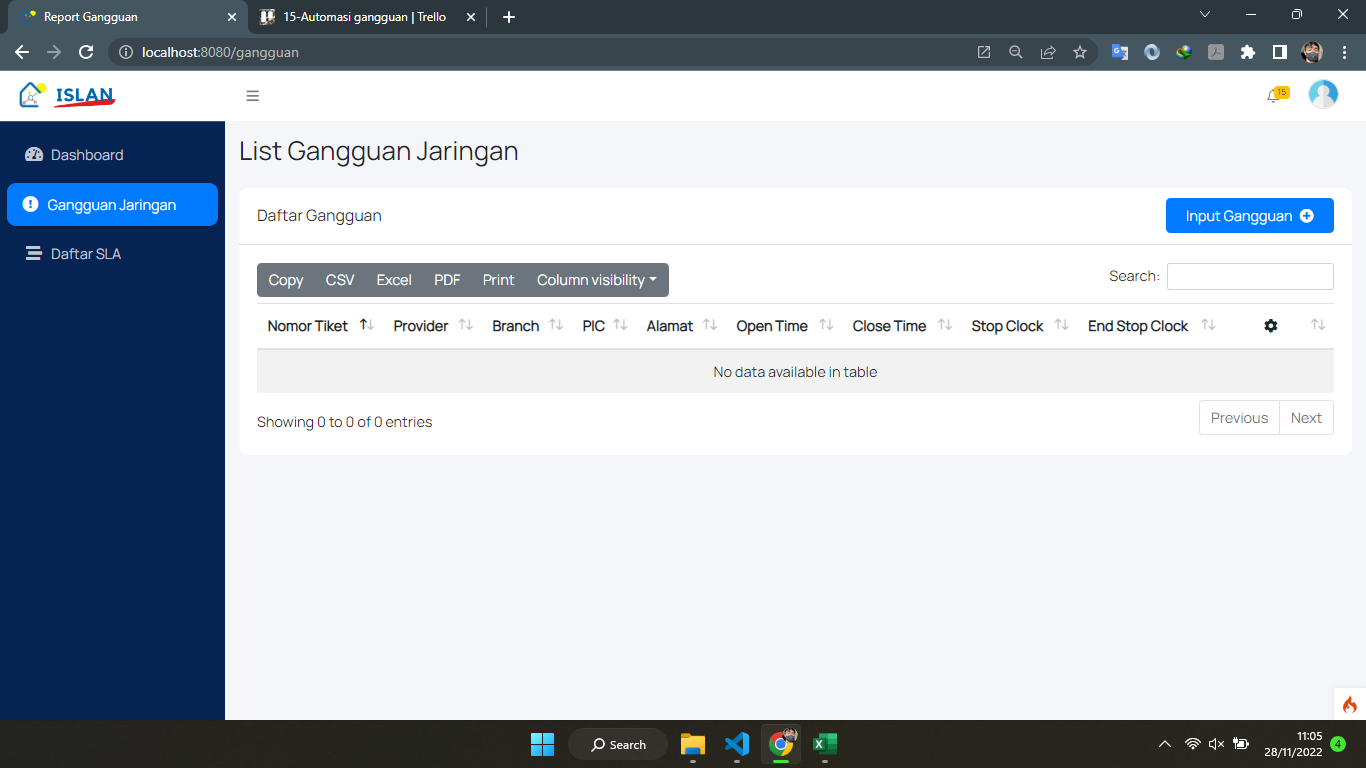 Report Gangguan
15-Automasi gangguan | Trello
localhost:8080/gangguan
ISLAN
15
Dashboard
Gangguan Jaringan
Daftar SLA
List Gangguan Jaringan
Daftar Gangguan
Input Gangguan
Copy CSV Excel PDF Print Column visibility
Search:
Nomor Tiket Provider Branch PIC Alamat Open Time Close Time Stop Clock End Stop Clock
No data available in table
Showing 0 to 0 of 0 entries
Previous Next
Search
11:05
28/11/2022
4